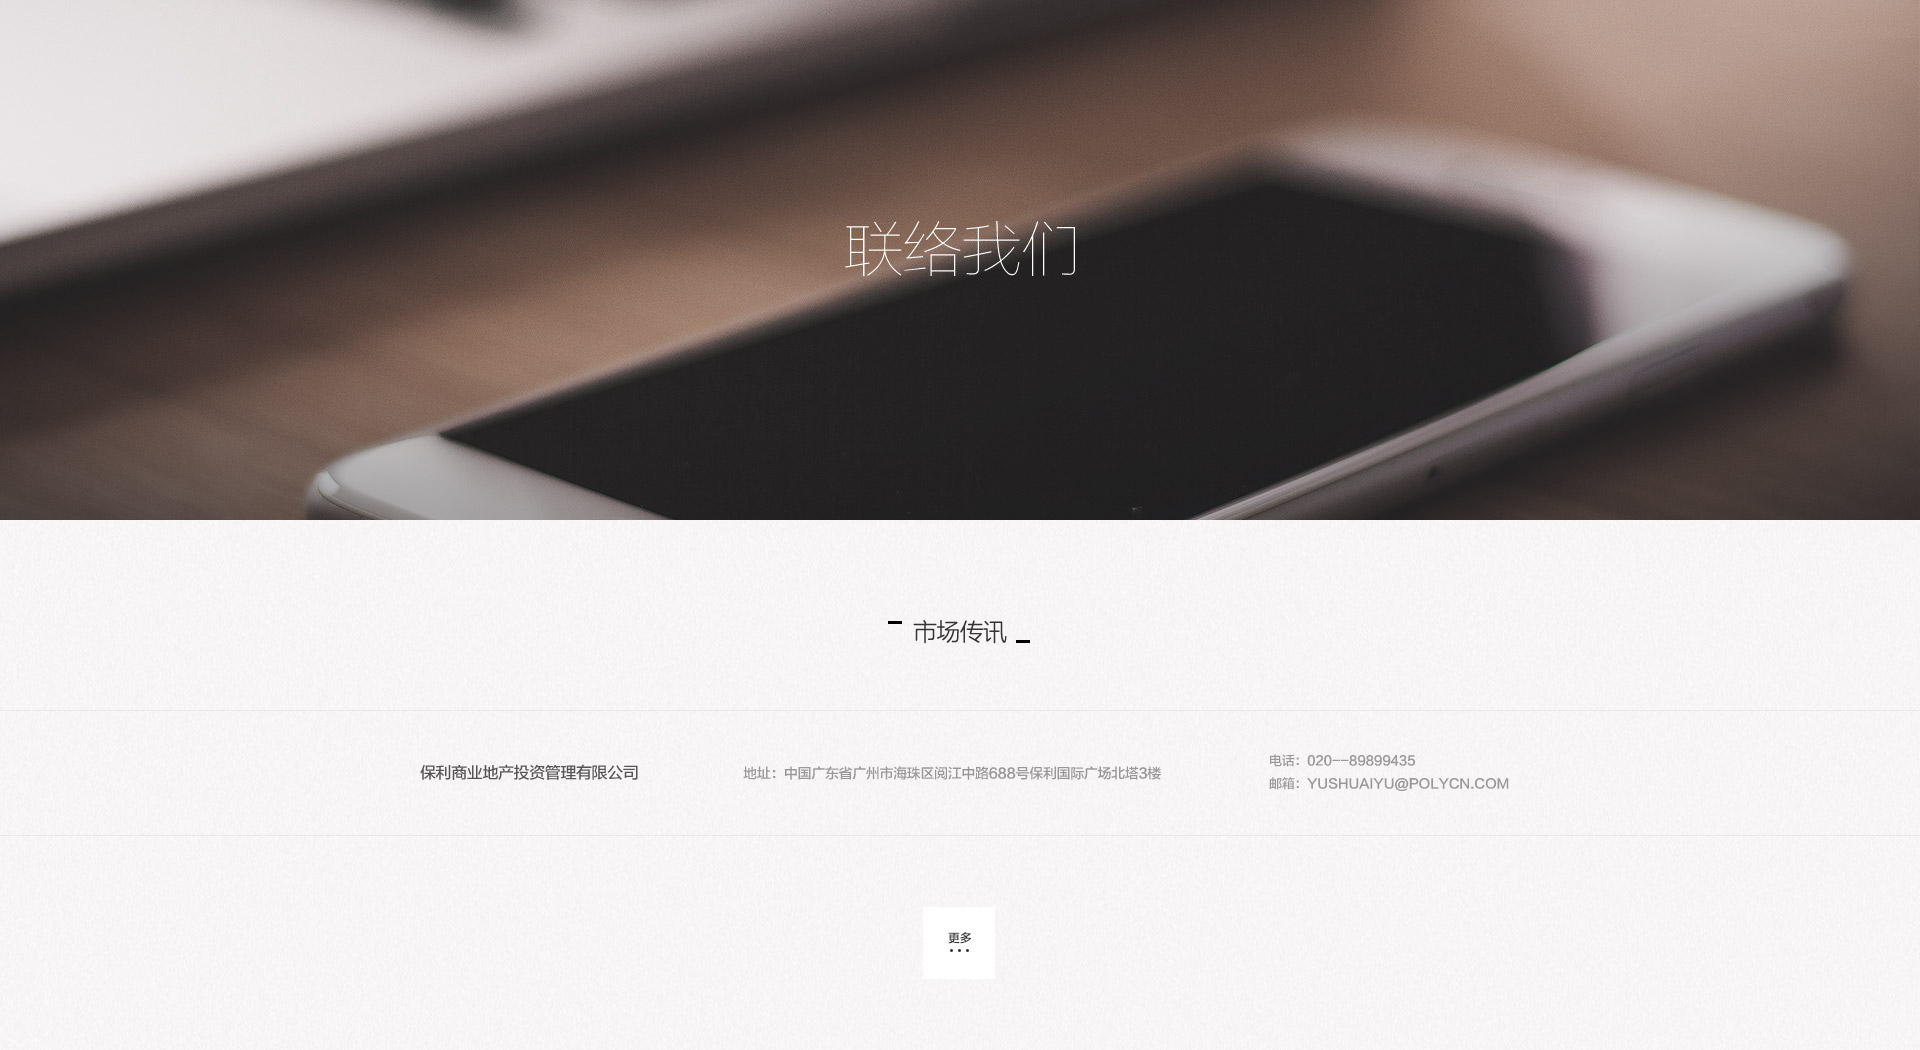 联络我们
市场传讯
保利商业地产投资管理有限公司
地址：中国广东省广州市海珠区阅江中路688号保利国际广场北塔3楼
电话：020--89899435
邮箱：YUSHUAIYU@POLYCN.COM
更多